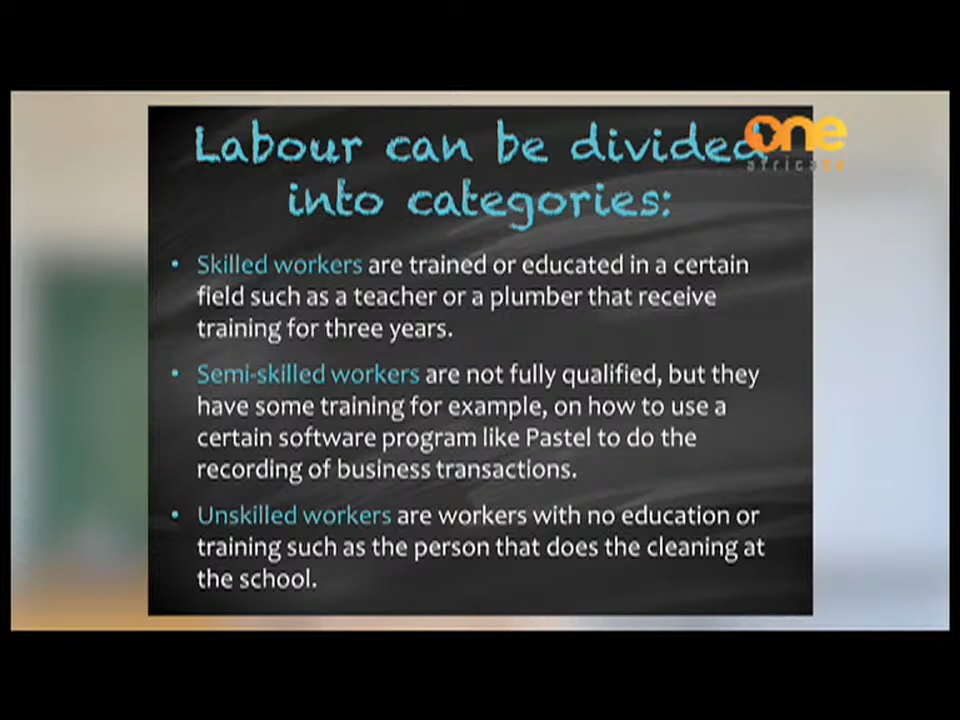 Labour can be divided
into categories:
one
africa tv
• Skilled workers are trained or educated in a certain
field such as a teacher or a plumber that receive
training for three years.
• Semi-skilled workers are not fully qualified, but they
have some training for example, on how to use a
certain software program like Pastel to do the
recording of business transactions.
• Unskilled workers are workers with no education or
training such as the person that does the cleaning at
the school.